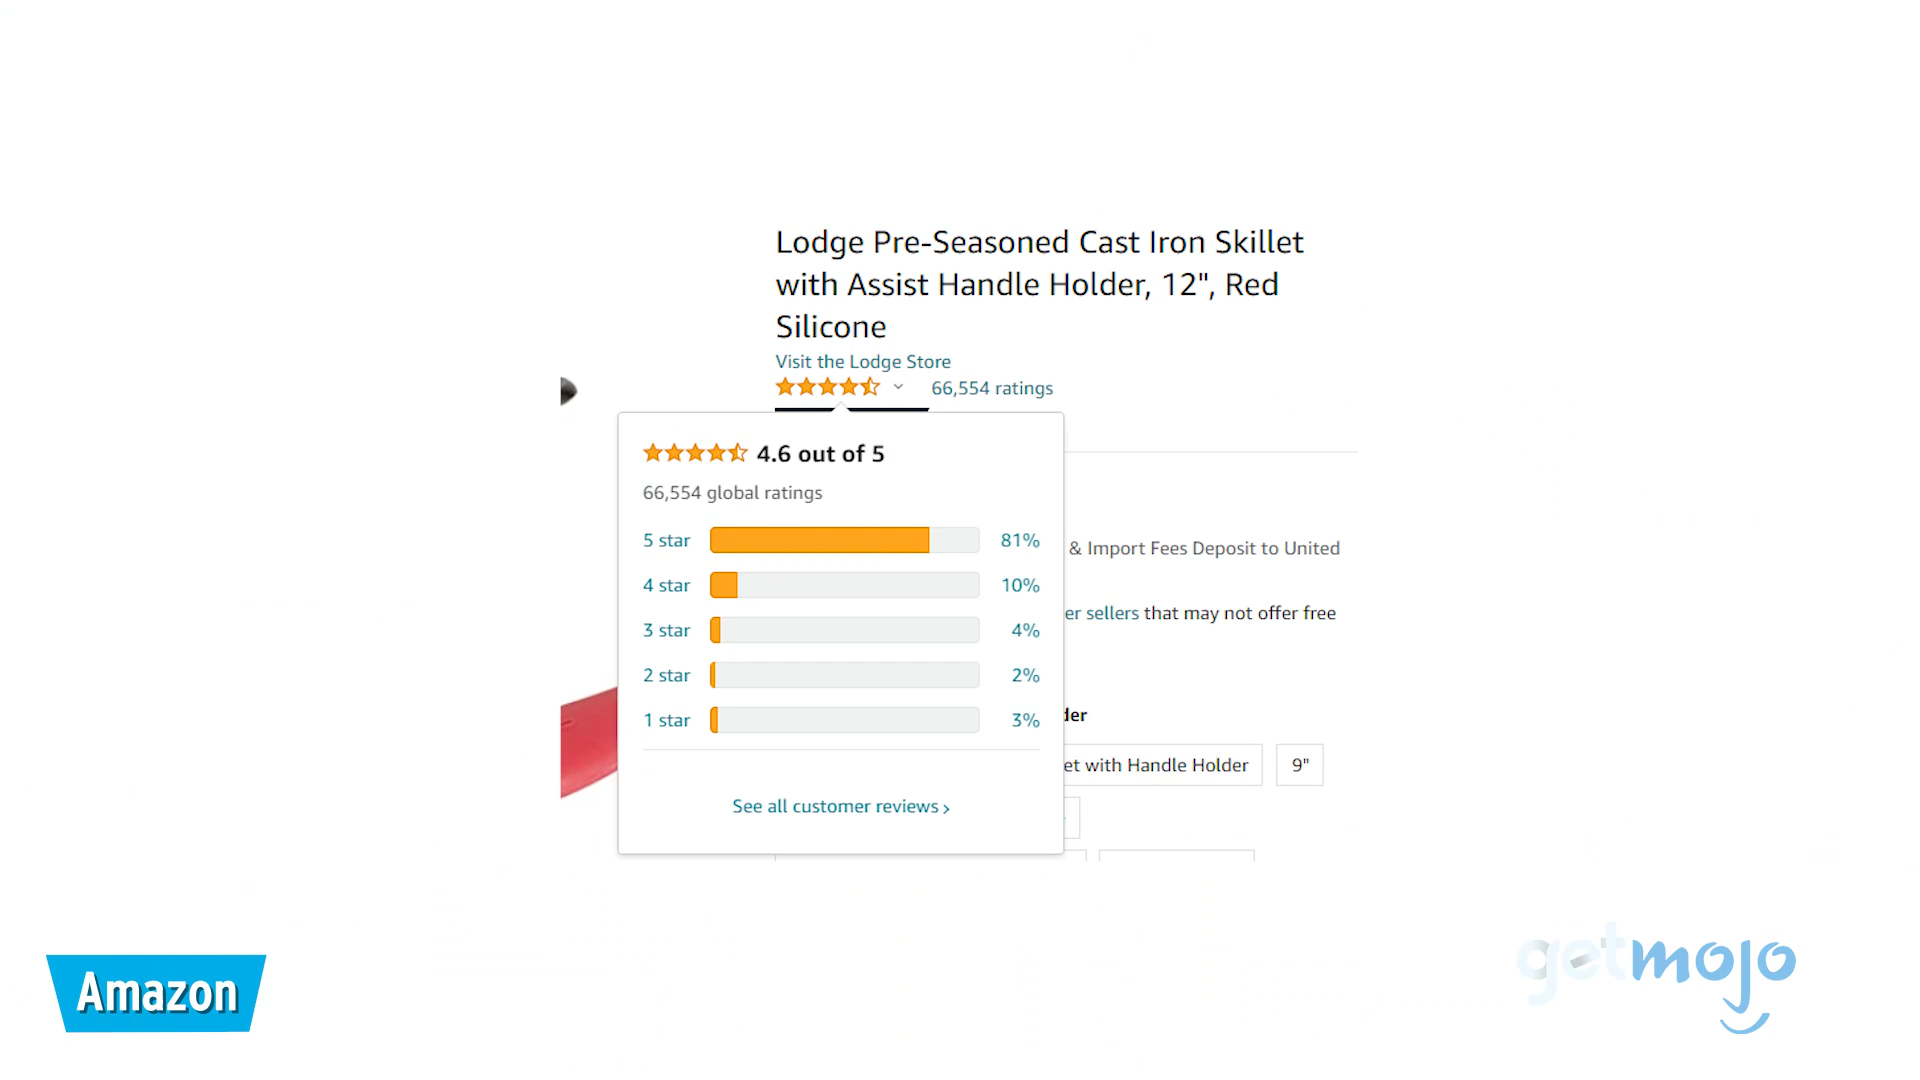 Lodge Pre-Seasoned Cast Iron Skillet
with Assist Handle Holder, 12", Red
Silicone
Visit the Lodge Store
66,554 ratings
4.6 out of 5
66,554 global ratings
5 star 81%
4 star 10%
3 star 4%
2 star 2%
1 star 3%
See all customer reviews ›
& Import Fees Deposit to United
er sellers that may not offer free
der
et with Handle Holder
9"
Amazon
getmojo